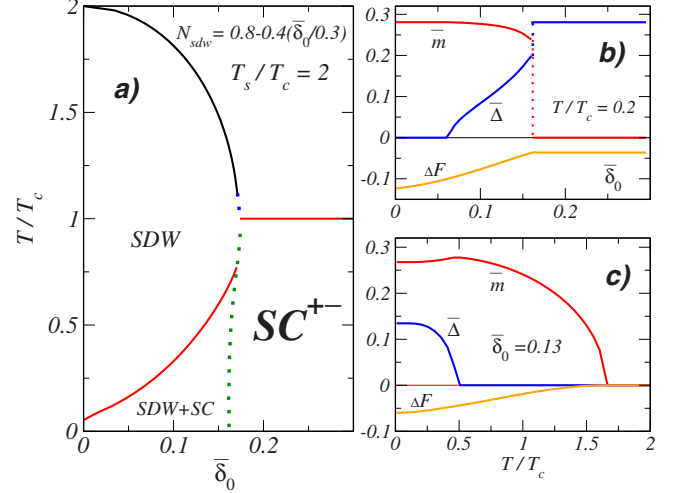 a)
N_sdw = 0.8-0.4(δ̅_0/0.3)
T_s/T_c = 2
SDW
SDW+SC
SC^+−
T/T_c
2
1.5
1
0.5
0
0
0.1
0.2
δ̅_0
b)
m̅
Δ̅
T/T_c = 0.2
ΔF
δ̅_0
0.3
0.2
0.1
0
-0.1
0
0.1
0.2
c)
m̅
Δ̅
δ̅_0=0.13
ΔF
0.3
0.2
0.1
0
-0.1
0
0.5
1
1.5
2
T/T_c